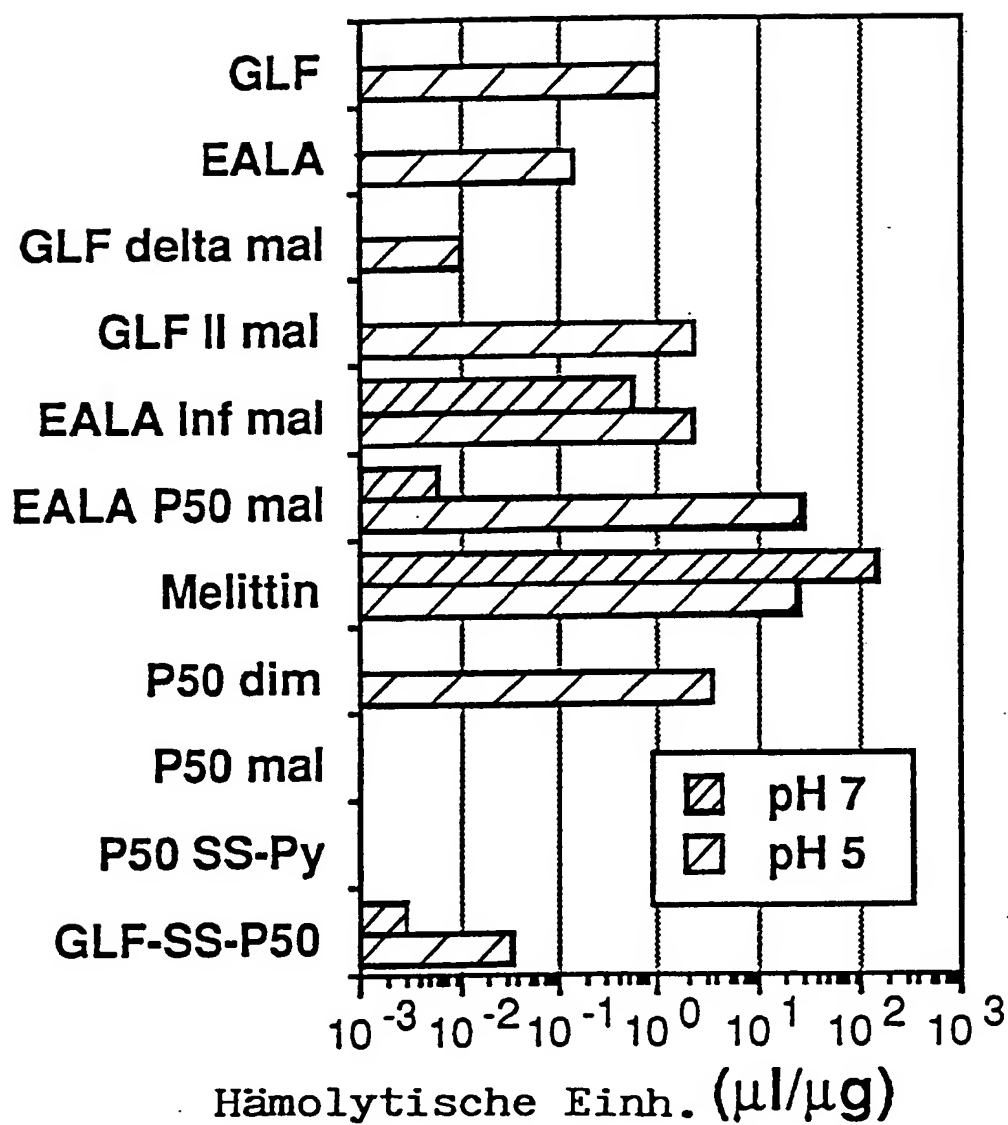 GLF
EALA
GLF delta mal
GLF II mal
EALA Inf mal
EALA P50 mal
Melittin
P50 dim
P50 mal
P50 SS-Py
GLF-SS-P50
pH 7
pH 5
10⁻³ 10⁻² 10⁻¹ 10⁰ 10¹ 10² 10³
Hämolytische Einh. (µl/µg)